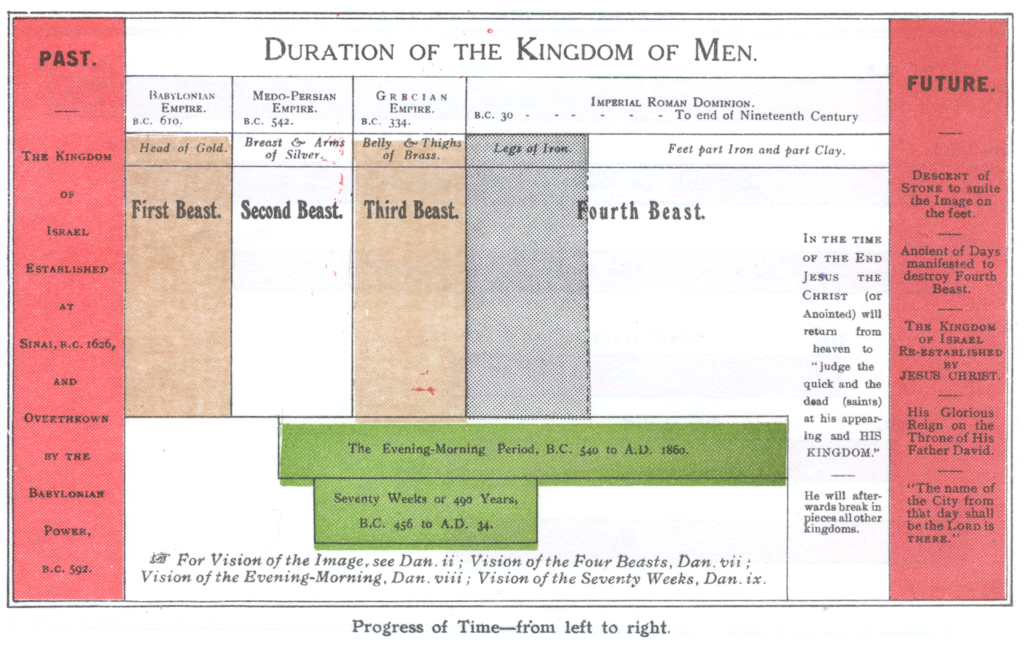 PAST.
THE KINGDOM
OF
ISRAEL
ESTABLISHED
AT
SINAI, B.C. 1626,
AND
OVERTHROWN
BY THE
BABYLONIAN
POWER,
B.C. 592.
DURATION OF THE KINGDOM OF MEN.
BABYLONIAN
EMPIRE.
B.C. 610.
MEDO-PERSIAN
EMPIRE.
B.C. 542.
GRECIAN
EMPIRE.
B.C. 334.
IMPERIAL ROMAN DOMINION.
B.C. 30 - - - - - - To end of Nineteenth Century
Head of Gold.
Breast & Arms
of Silver.
Belly & Thighs
of Brass.
Legs of Iron.
Feet part Iron and part Clay.
First Beast.
Second Beast.
Third Beast.
Fourth Beast.
IN THE TIME
OF THE END
JESUS THE
CHRIST (or
Anointed) will
return from
heaven to
"judge the
quick and the
dead (saints)
at his appear-
ing and HIS
KINGDOM."
He will after-
wards break in
pieces all other
kingdoms.
The Evening-Morning Period, B.C. 540 to A.D. 1860.
Seventy Weeks or 490 Years,
B.C. 456 to A.D. 34.
☞ For Vision of the Image, see Dan. ii; Vision of the Four Beasts, Dan. vii;
Vision of the Evening-Morning, Dan. viii; Vision of the Seventy Weeks, Dan. ix.
FUTURE.
DESCENT OF
STONE to smite
the Image on
the feet.
Ancient of Days
manifested to
destroy Fourth
Beast.
THE KINGDOM
OF ISRAEL
RE-ESTABLISHED
BY
JESUS CHRIST.
His Glorious
Reign on the
Throne of His
Father David.
"The name of
the City from
that day shall
be the LORD IS
THERE."
Progress of Time—from left to right.